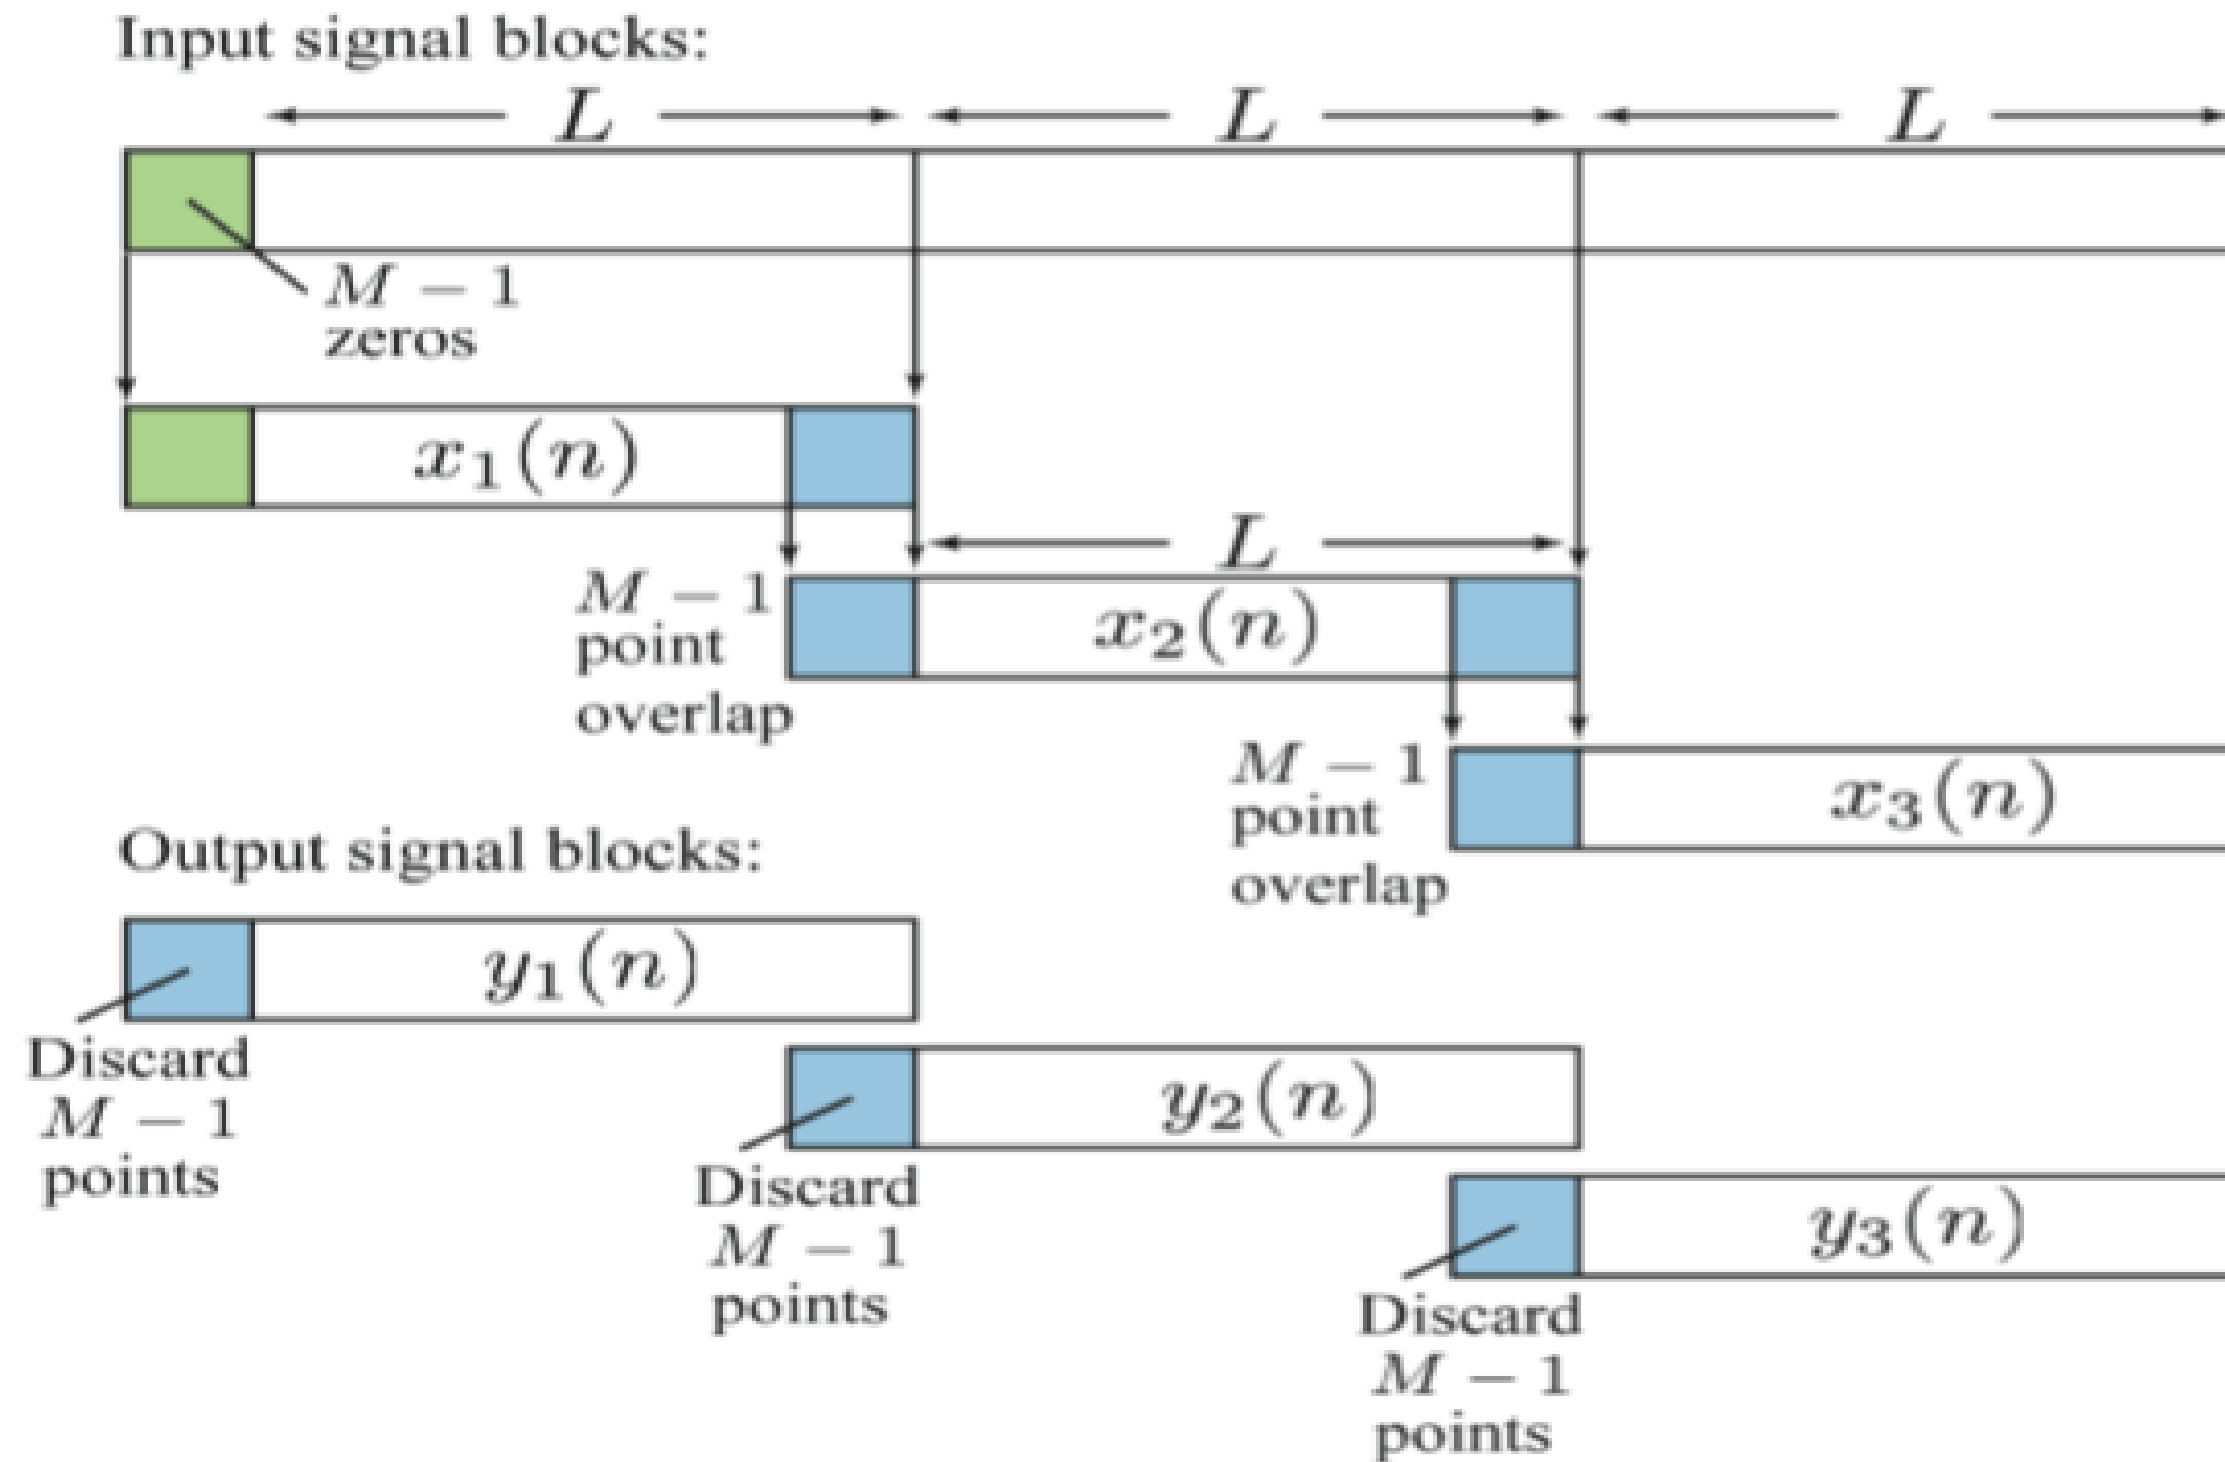 Input signal blocks:
L L L
M − 1
zeros
x₁(n)
L
M − 1
point
overlap
x₂(n)
M − 1
point
overlap
x₃(n)
Output signal blocks:
y₁(n)
Discard
M − 1
points
y₂(n)
Discard
M − 1
points
y₃(n)
Discard
M − 1
points